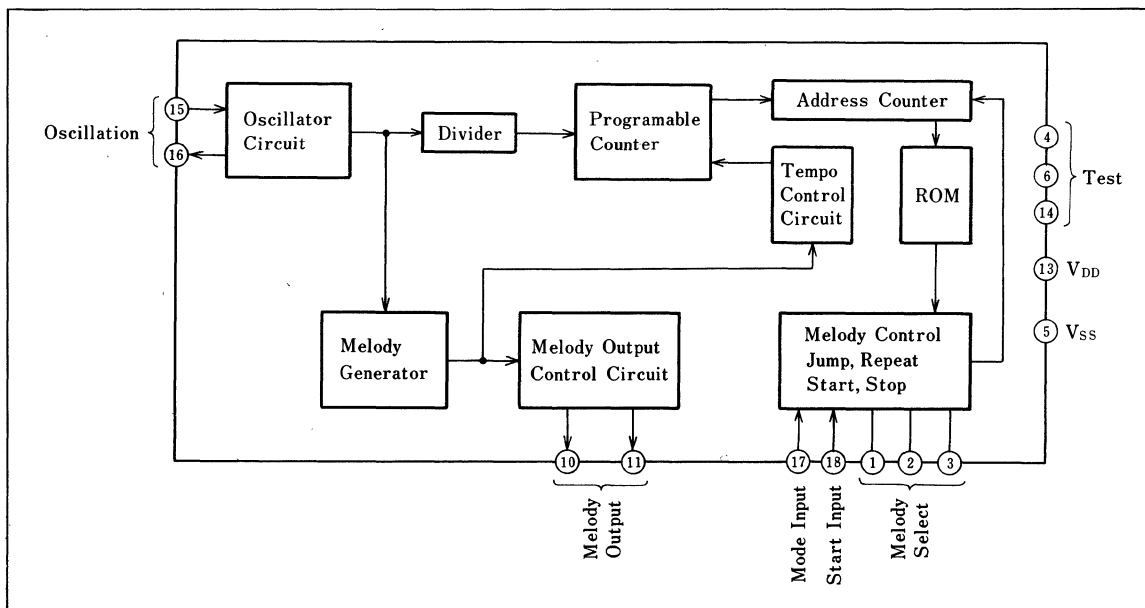 Oscillation
15
16
Oscillator
Circuit
Divider
Programable
Counter
Address Counter
Tempo
Control
Circuit
ROM
4
6
14
Test
13
VDD
5
VSS
Melody
Generator
Melody Output
Control Circuit
Melody Control
Jump, Repeat
Start, Stop
10
11
17
18
1
2
3
Melody
Output
Mode Input
Start Input
Melody
Select